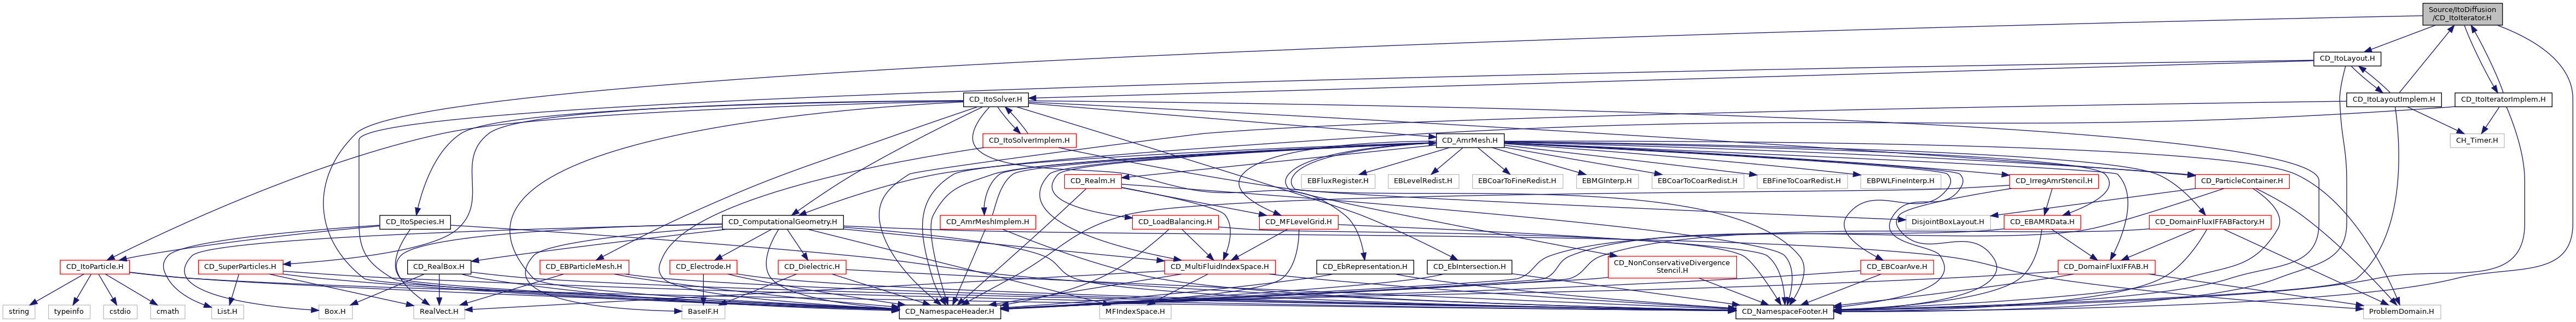 Source/ItoDiffusion
/CD_ItoIterator.H
CD_ItoLayout.H
CD_ItoSolver.H
CD_ItoLayoutImplem.H
CD_ItoIteratorImplem.H
CD_ItoSolverImplem.H
CD_AmrMesh.H
CH_Timer.H
CD_Realm.H
EBFluxRegister.H
EBLevelRedist.H
EBCoarToFineRedist.H
EBMGInterp.H
EBCoarToCoarRedist.H
EBFineToCoarRedist.H
EBPWLFineInterp.H
CD_IrregAmrStencil.H
CD_ParticleContainer.H
CD_ItoSpecies.H
CD_ComputationalGeometry.H
CD_AmrMeshImplem.H
CD_LoadBalancing.H
CD_MFLevelGrid.H
DisjointBoxLayout.H
CD_EBAMRData.H
CD_DomainFluxIFFABFactory.H
CD_ItoParticle.H
CD_SuperParticles.H
CD_RealBox.H
CD_EBParticleMesh.H
CD_Electrode.H
CD_Dielectric.H
CD_MultiFluidIndexSpace.H
CD_EbRepresentation.H
CD_EbIntersection.H
CD_NonConservativeDivergence
Stencil.H
CD_EBCoarAve.H
CD_DomainFluxIFFAB.H
string
typeinfo
cstdio
cmath
List.H
Box.H
RealVect.H
BaseIF.H
CD_NamespaceHeader.H
MFIndexSpace.H
CD_NamespaceFooter.H
ProblemDomain.H